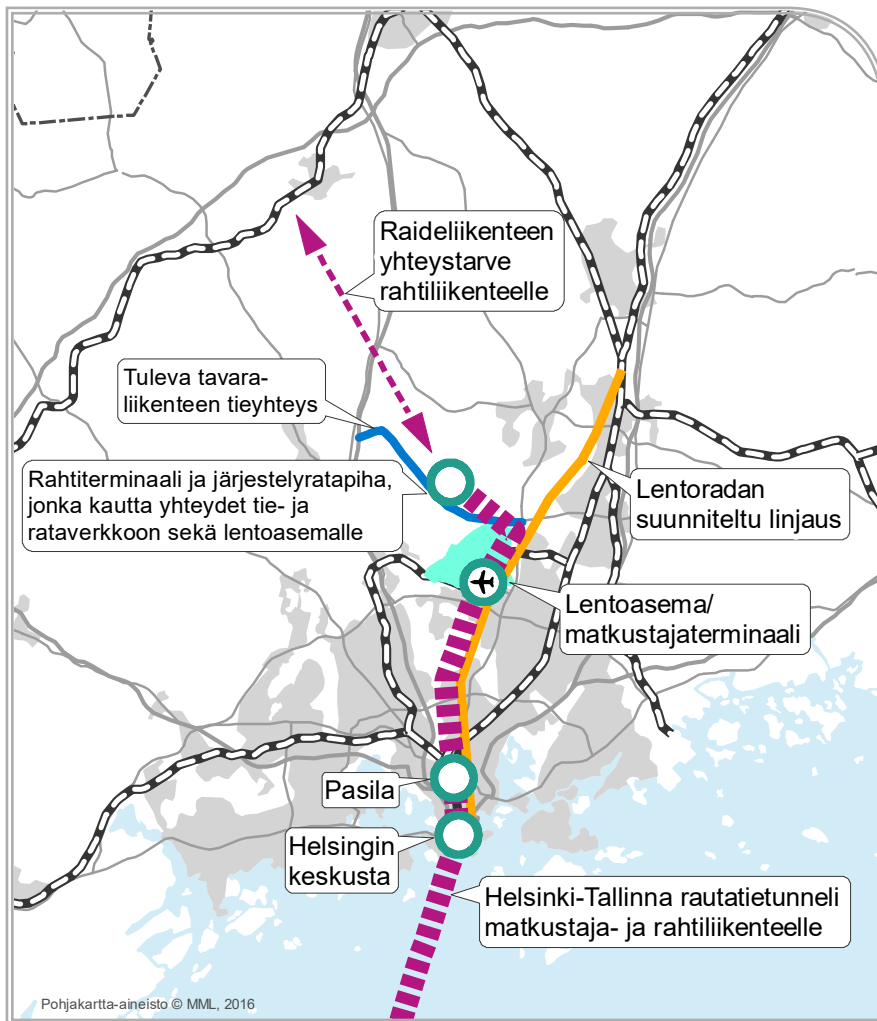 Raideliikenteen
yhteystarve
rahtiliikenteelle
Tuleva tavara-
liikenteen tieyhteys
Rahtiterminaali ja järjestelyratapiha,
jonka kautta yhteydet tie- ja
rataverkkoon sekä lentoasemalle
Lentoradan
suunniteltu linjaus
Lentoasema/
matkustajaterminaali
Pasila
Helsingin
keskusta
Helsinki-Tallinna rautatietunneli
matkustaja- ja rahtiliikenteelle
Pohjakartta-aineisto © MML, 2016